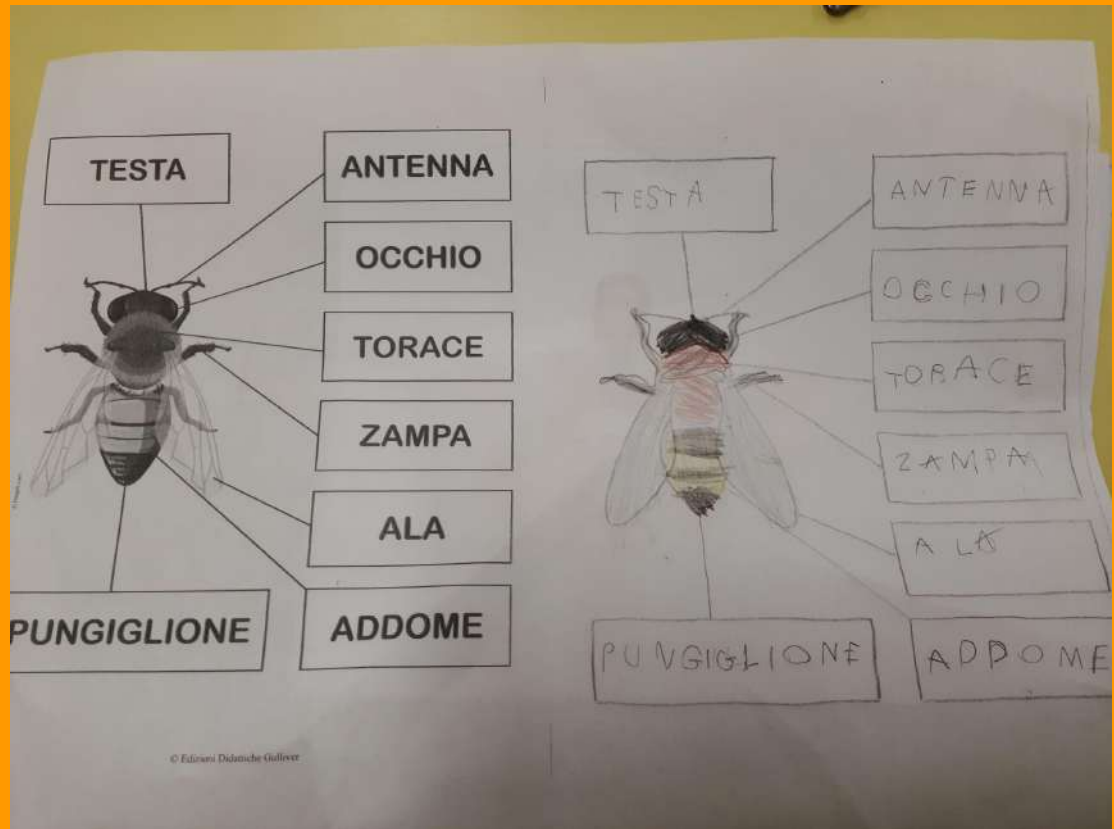 TESTA
ANTENNA
OCCHIO
TORACE
ZAMPA
ALA
ADDOME
PUNGIGLIONE
© Edizioni Didattiche Gulliver
TESTA
ANTENNA
OCCHIO
TORACE
ZAMPA
ALA
ADDOME
PUNGIGLIONE